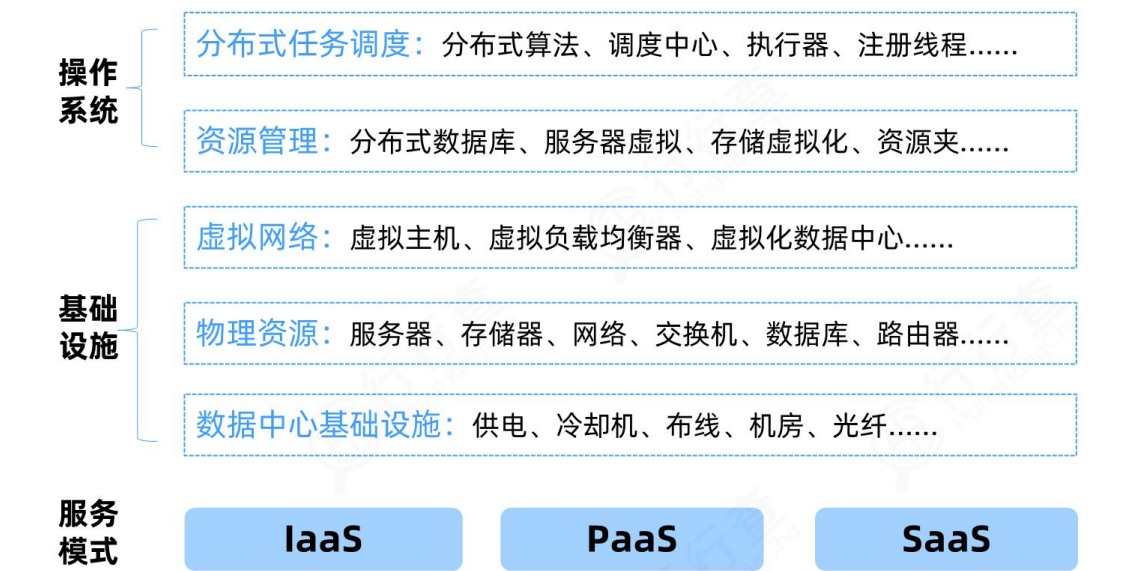 操作
系统
分布式任务调度：分布式算法、调度中心、执行器、注册线程......
资源管理：分布式数据库、服务器虚拟、存储虚拟化、资源夹......
基础
设施
虚拟网络：虚拟主机、虚拟负载均衡器、虚拟化数据中心......
物理资源：服务器、存储器、网络、交换机、数据库、路由器......
数据中心基础设施：供电、冷却机、布线、机房、光纤......
服务
模式
IaaS
PaaS
SaaS
行行查